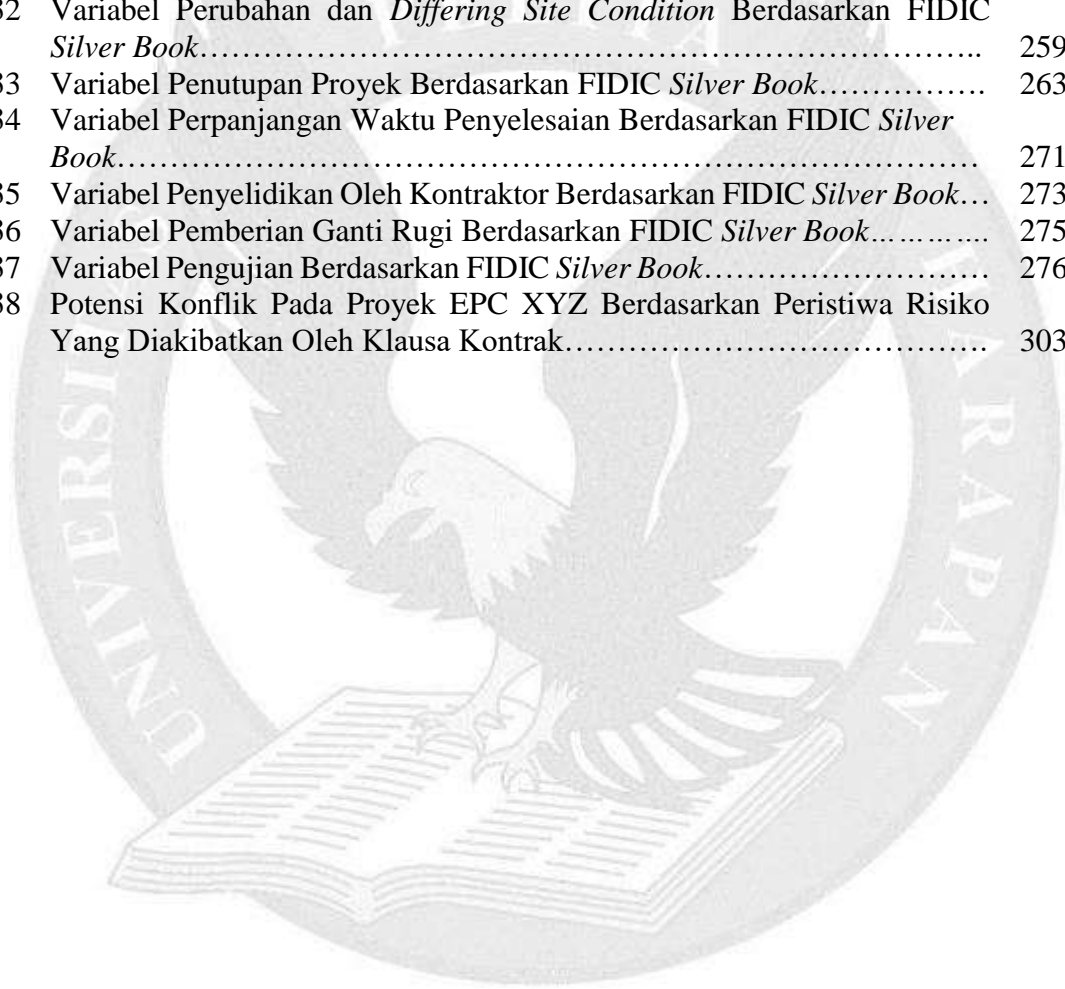 32 Variabel Perubahan dan Differing Site Condition Berdasarkan FIDIC
Silver Book……………………………………………………………….. 259
33 Variabel Penutupan Proyek Berdasarkan FIDIC Silver Book……………. 263
34 Variabel Perpanjangan Waktu Penyelesaian Berdasarkan FIDIC Silver
Book………………………………………………………………………. 271
35 Variabel Penyelidikan Oleh Kontraktor Berdasarkan FIDIC Silver Book… 273
36 Variabel Pemberian Ganti Rugi Berdasarkan FIDIC Silver Book………… 275
37 Variabel Pengujian Berdasarkan FIDIC Silver Book……………………… 276
38 Potensi Konflik Pada Proyek EPC XYZ Berdasarkan Peristiwa Risiko
Yang Diakibatkan Oleh Klausa Kontrak…………………………………. 303
UNIVERSI
HARAPAN